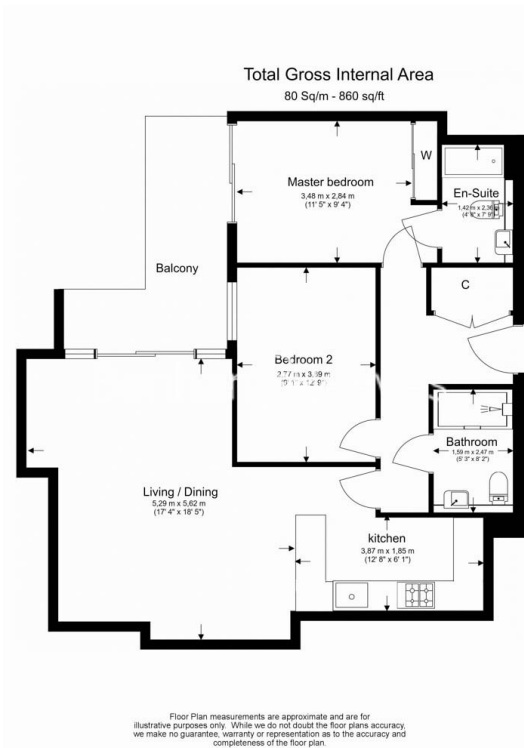 Total Gross Internal Area
80 Sq/m - 860 sq/ft
W
Master bedroom
3,48 m x 2,84 m
(11' 5" x 9' 4")
En-Suite
Balcony
C
Bedroom 2
Bathroom
1,59 m x 2,47 m
(5' 3" x 8' 2")
Living / Dining
5,29 m x 5,62 m
(17' 4" x 18' 5")
kitchen
3,87 m x 1,85 m
(12' 8" x 6' 1")
Floor Plan measurements are approximate and are for
illustrative purposes only. While we do not doubt the floor plans accuracy,
we make no guarantee, warranty or representation as to the accuracy and
completeness of the floor plan.